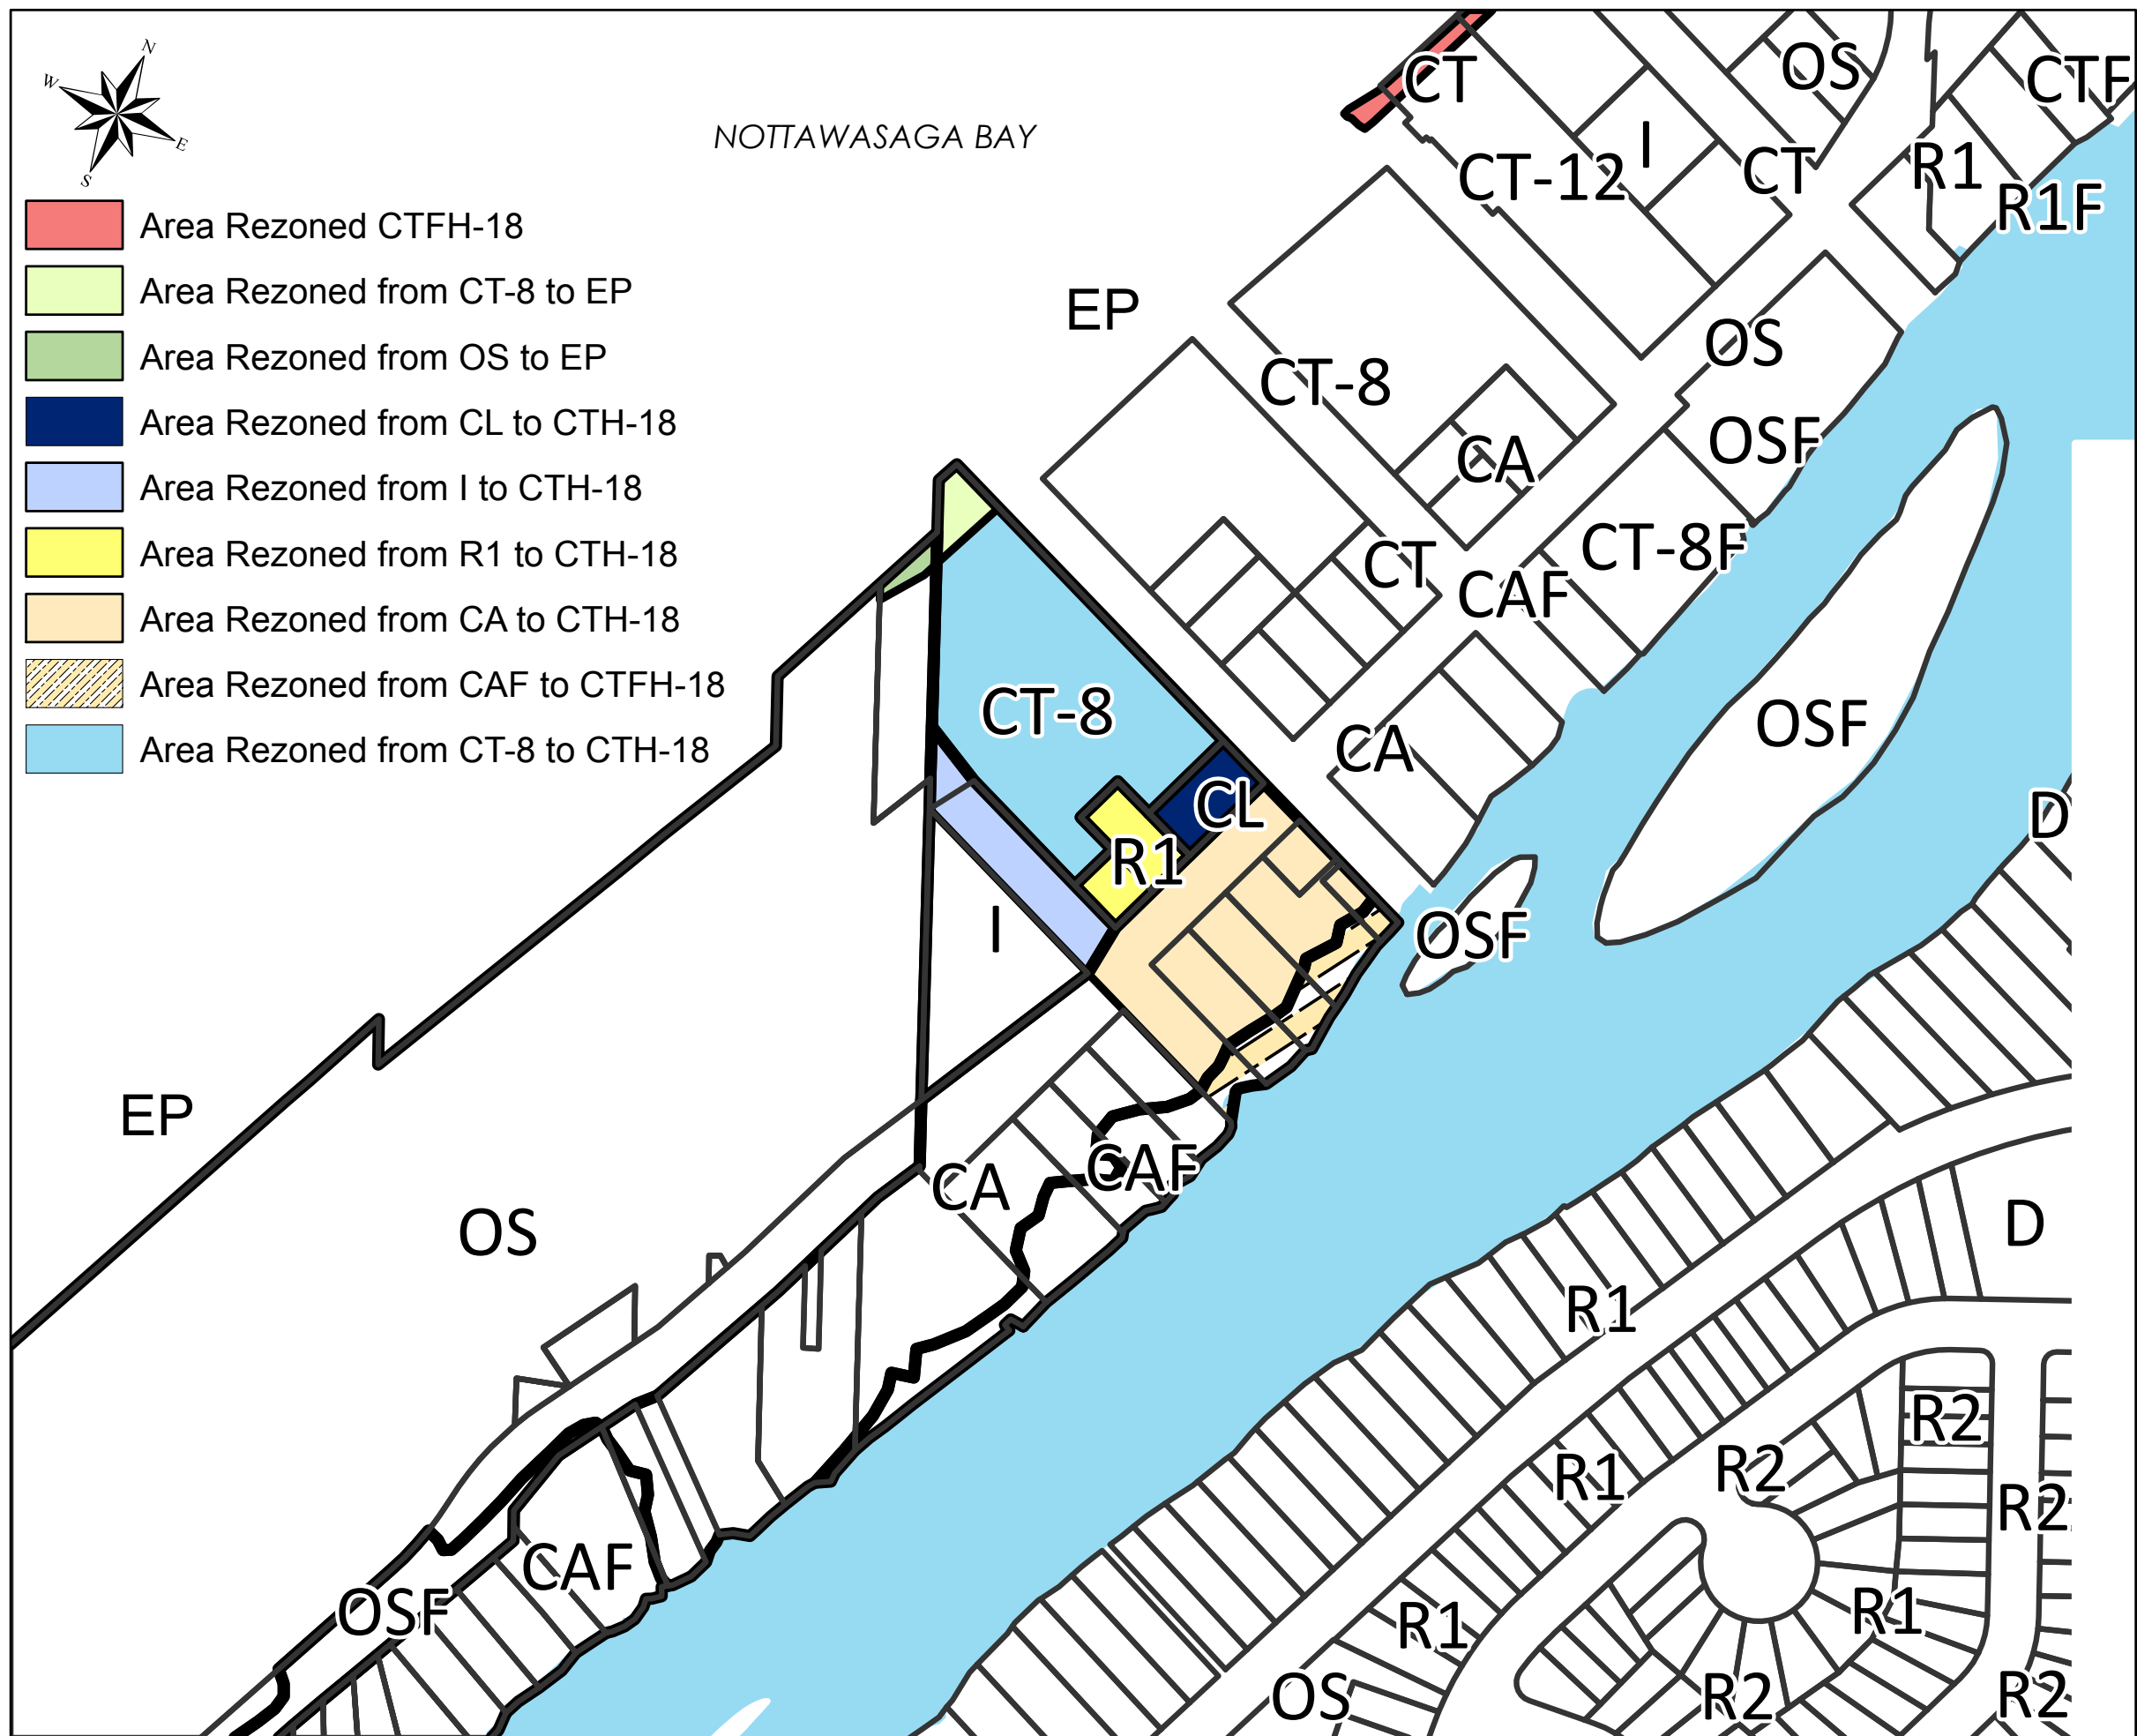 N
W
E
S
NOTTAWASAGA BAY
Area Rezoned CTFH-18
Area Rezoned from CT-8 to EP
Area Rezoned from OS to EP
Area Rezoned from CL to CTH-18
Area Rezoned from I to CTH-18
Area Rezoned from R1 to CTH-18
Area Rezoned from CA to CTH-18
Area Rezoned from CAF to CTFH-18
Area Rezoned from CT-8 to CTH-18
CT
OS
CTF
I
CT-12
CT
R1
R1F
EP
OS
CT-8
OSF
CA
CT-8F
CT
CAF
CT-8
OSF
CA
CL
D
R1
I
OSF
EP
CAF
CA
OS
D
R1
R2
R2
R1
R2
CAF
OSF
R1
R1
OS
R2
R2